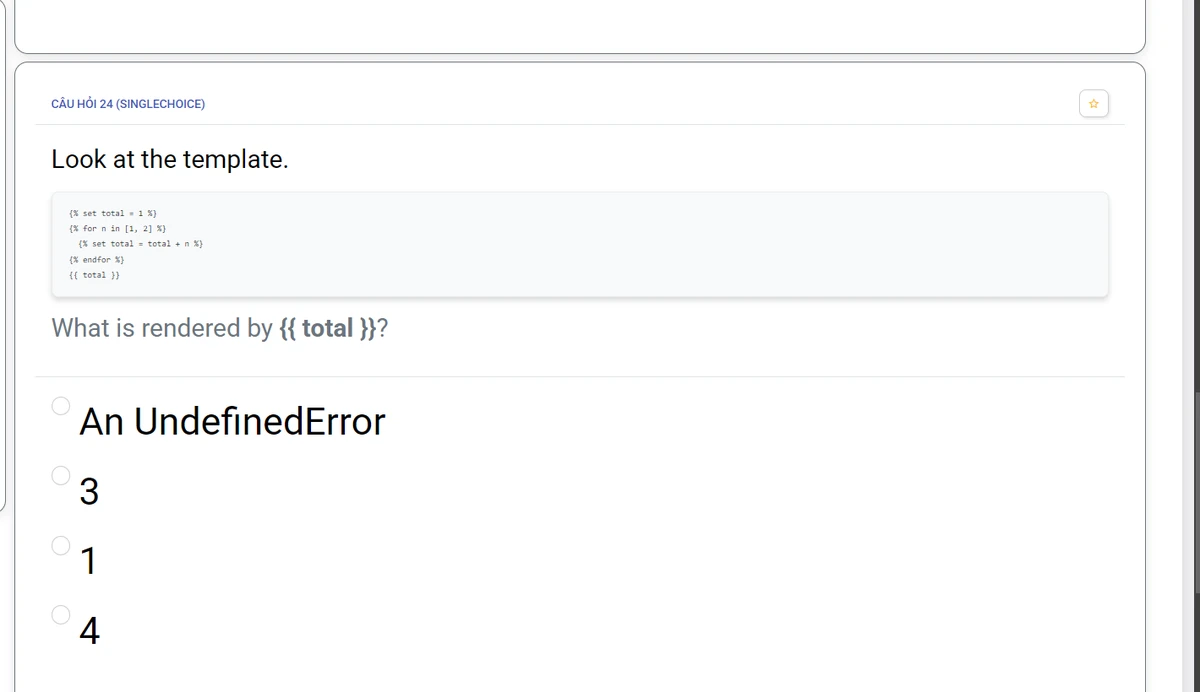 CÂU HỎI 24 (SINGLECHOICE)
Look at the template.
{% set total = 1 %}
{% for n in [1, 2] %}
  {% set total = total + n %}
{% endfor %}
{{ total }}
What is rendered by {{ total }}?
An UndefinedError
3
1
4